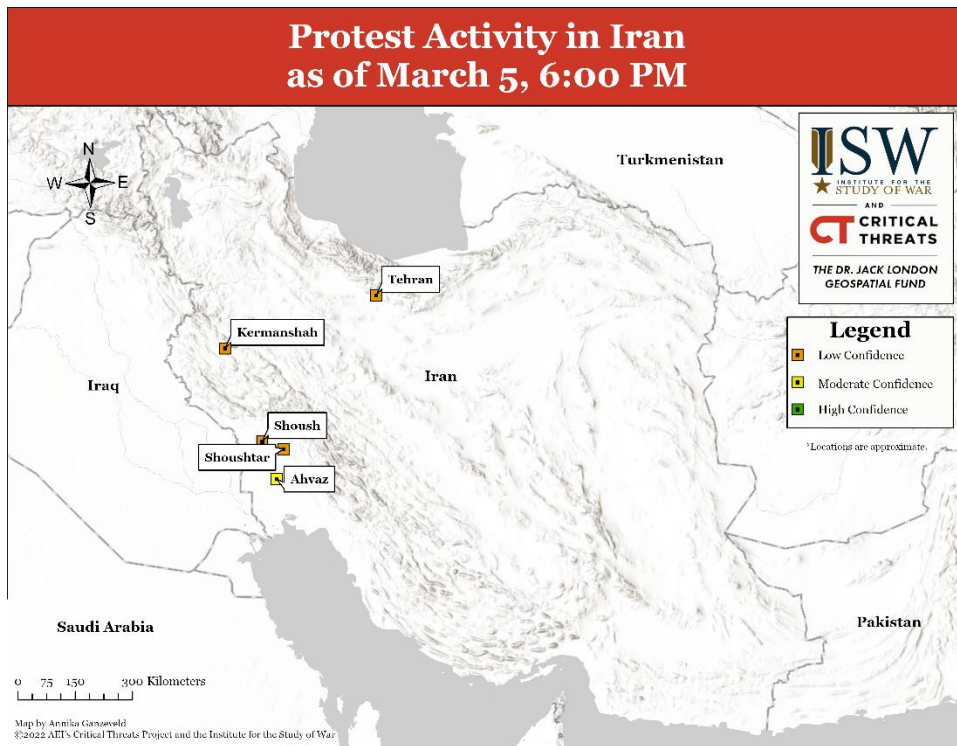 Protest Activity in Iran
as of March 5, 6:00 PM
N
W E
S
Turkmenistan
ISW
INSTITUTE FOR THE
STUDY OF WAR
AND
CT CRITICAL
THREATS
THE DR. JACK LONDON
GEOSPATIAL FUND
Tehran
Kermanshah
Iraq
Iran
Legend
Low Confidence
Moderate Confidence
High Confidence
*Locations are approximate.
Shoush
Shoushtar
Ahvaz
Saudi Arabia
Pakistan
0 75 150 300 Kilometers
Map by Annika Ganzeveld
©2022 AEI's Critical Threats Project and the Institute for the Study of War